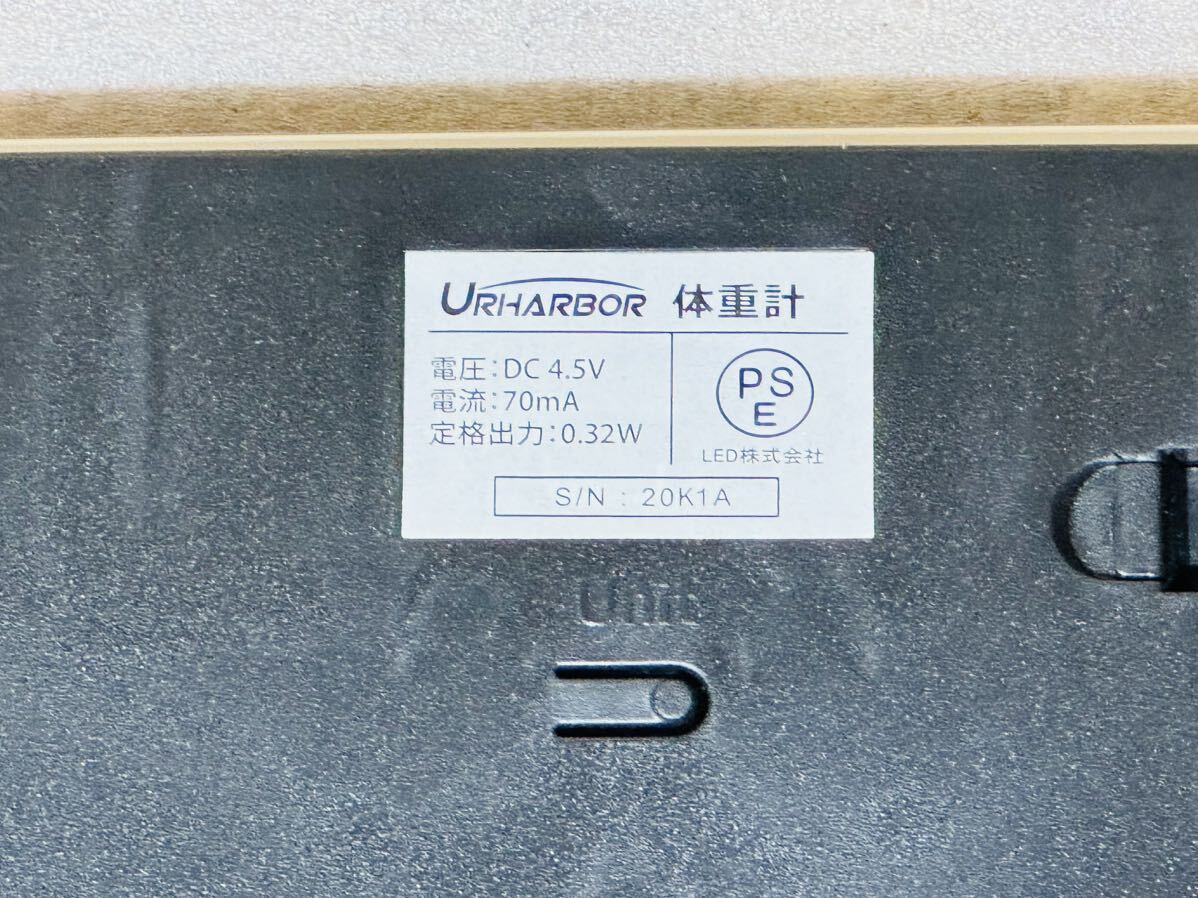 URHARBOR 体重計
電圧:DC 4.5V
電流:70mA
定格出力:0.32W
PS
E
LED株式会社
S/N : 20K1A
Unit